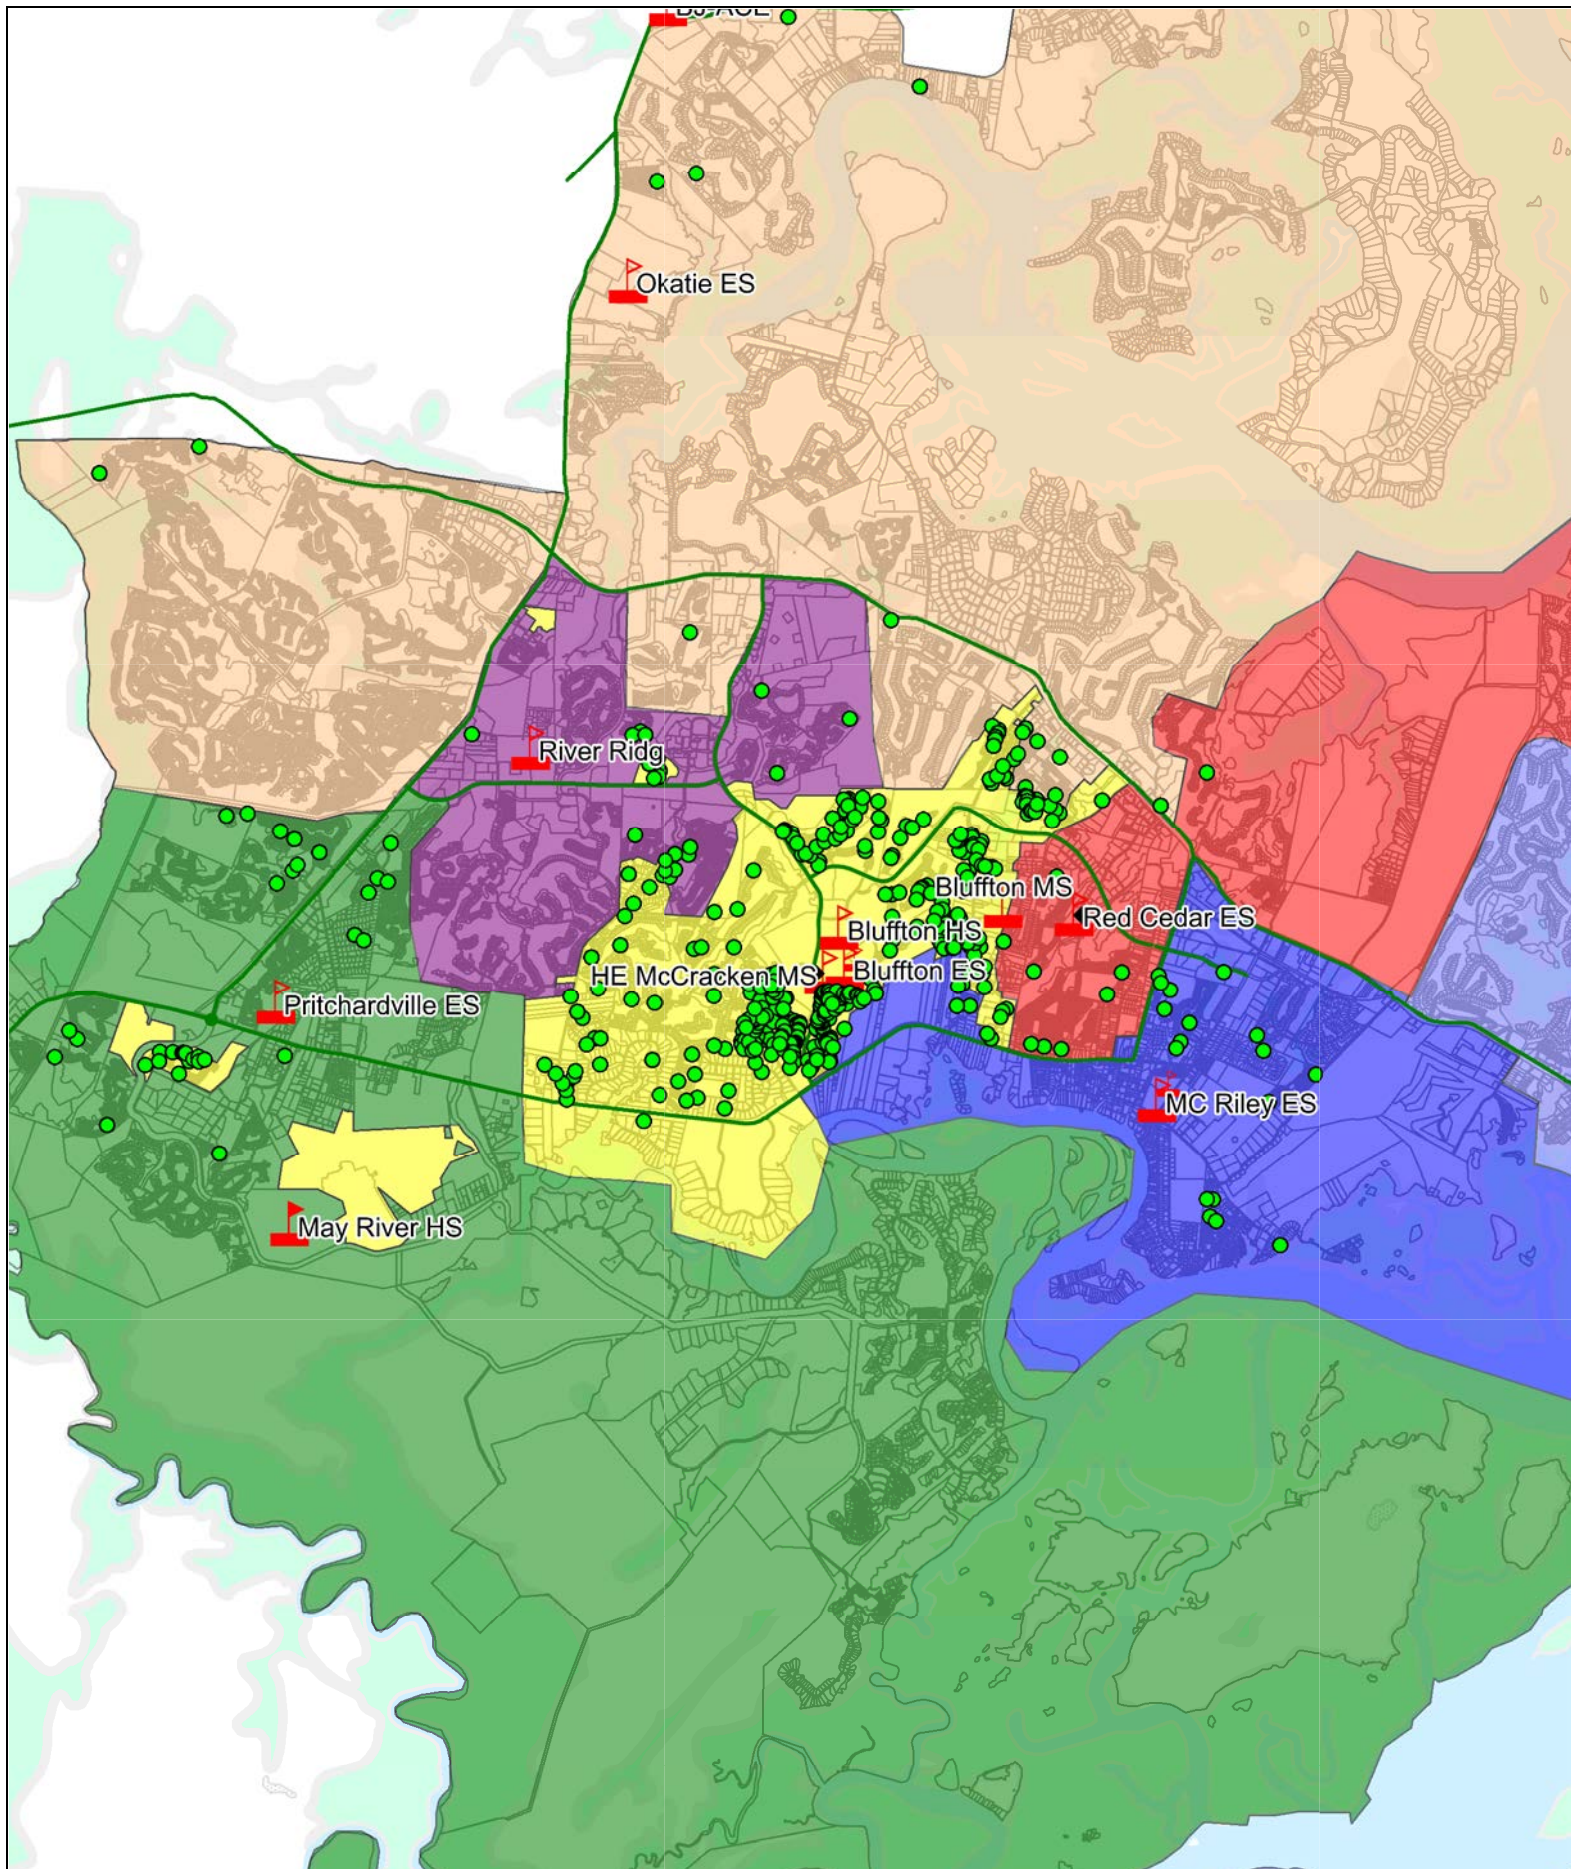 Okatie ES
River Ridg
Bluffton MS
Red Cedar ES
Bluffton HS
HE McCracken MS
Bluffton ES
Pritchardville ES
MC Riley ES
May River HS